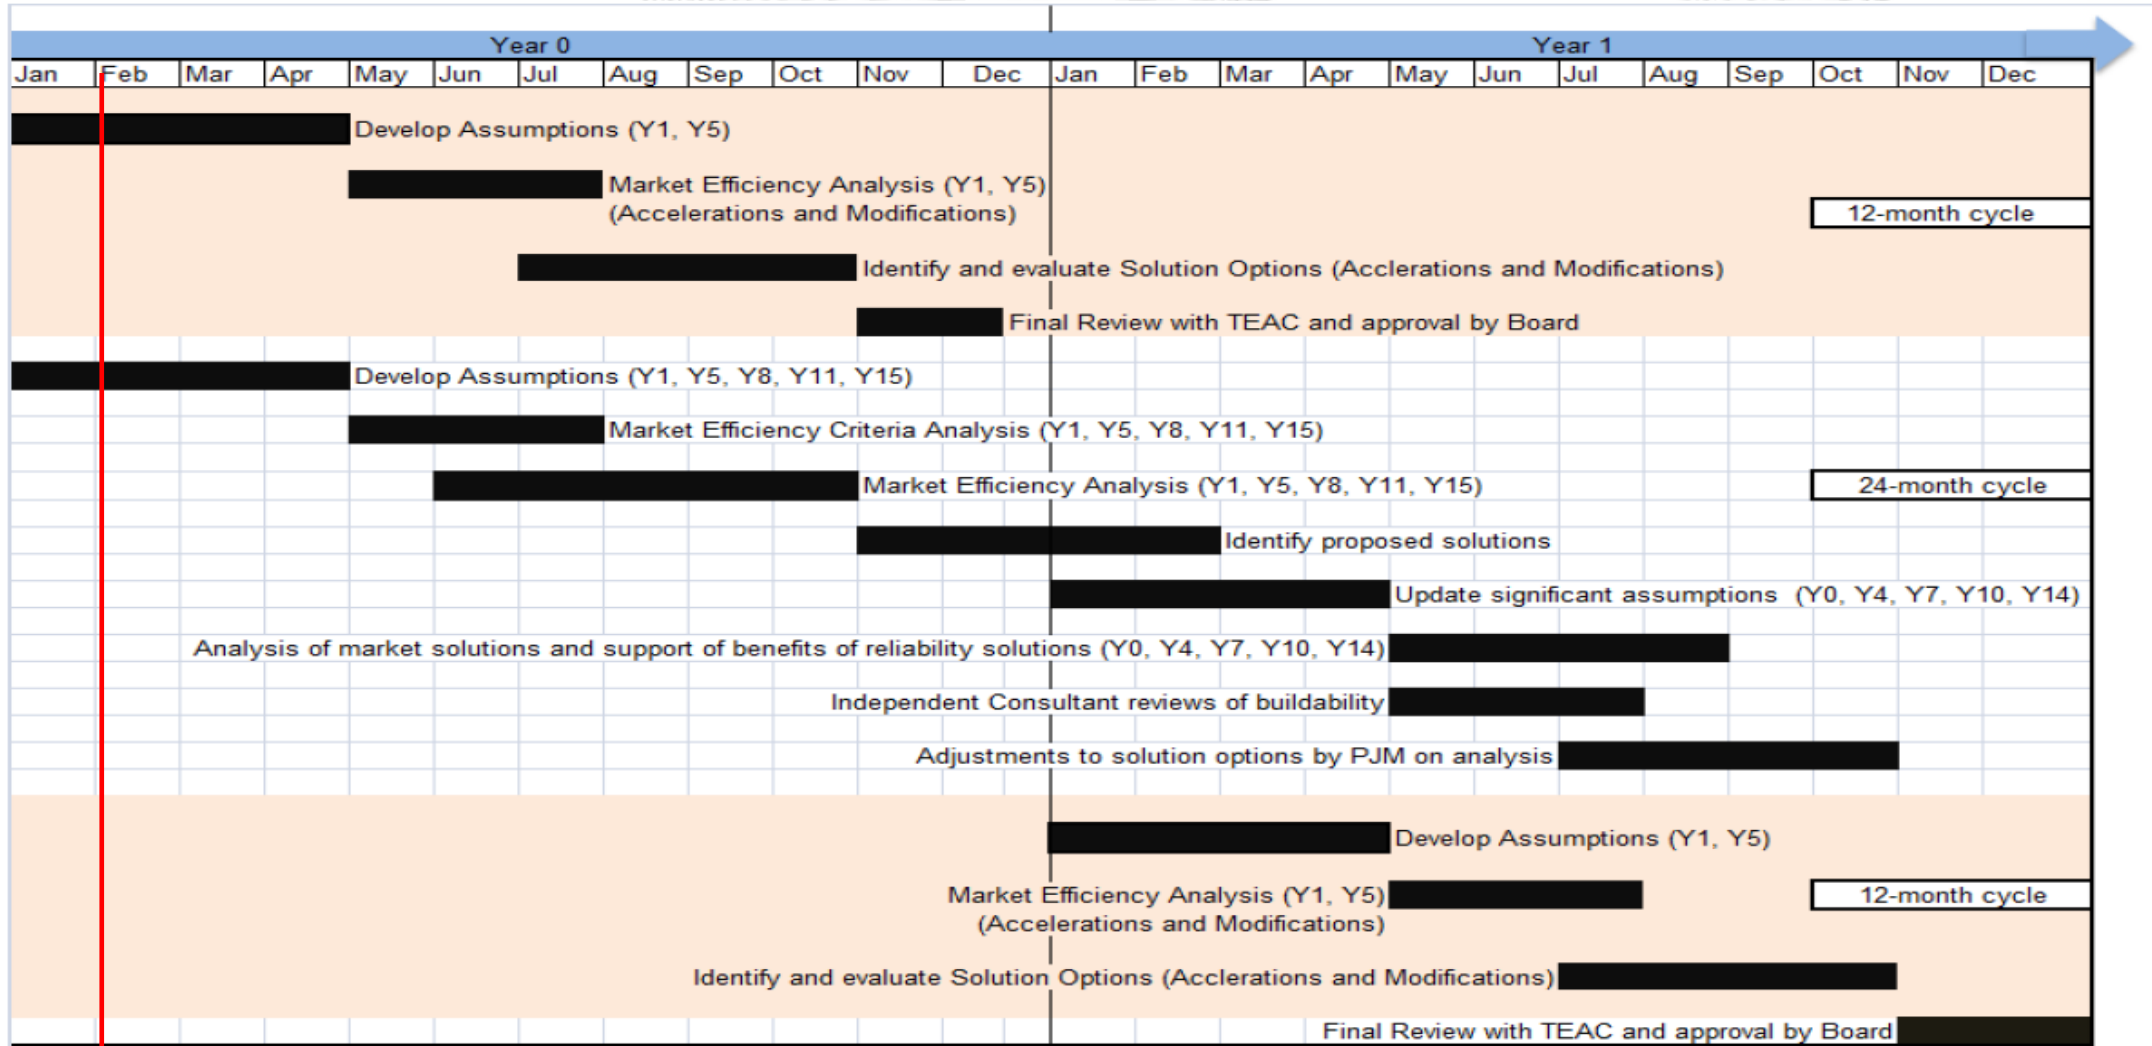 Year 0 Year 1
Jan Feb Mar Apr May Jun Jul Aug Sep Oct Nov Dec Jan Feb Mar Apr May Jun Jul Aug Sep Oct Nov Dec
Develop Assumptions (Y1, Y5)
Market Efficiency Analysis (Y1, Y5)
(Accelerations and Modifications)
12-month cycle
Identify and evaluate Solution Options (Acclerations and Modifications)
Final Review with TEAC and approval by Board
Develop Assumptions (Y1, Y5, Y8, Y11, Y15)
Market Efficiency Criteria Analysis (Y1, Y5, Y8, Y11, Y15)
Market Efficiency Analysis (Y1, Y5, Y8, Y11, Y15)
24-month cycle
Identify proposed solutions
Update significant assumptions (Y0, Y4, Y7, Y10, Y14)
Analysis of market solutions and support of benefits of reliability solutions (Y0, Y4, Y7, Y10, Y14)
Independent Consultant reviews of buildability
Adjustments to solution options by PJM on analysis
Develop Assumptions (Y1, Y5)
Market Efficiency Analysis (Y1, Y5)
(Accelerations and Modifications)
12-month cycle
Identify and evaluate Solution Options (Acclerations and Modifications)
Final Review with TEAC and approval by Board